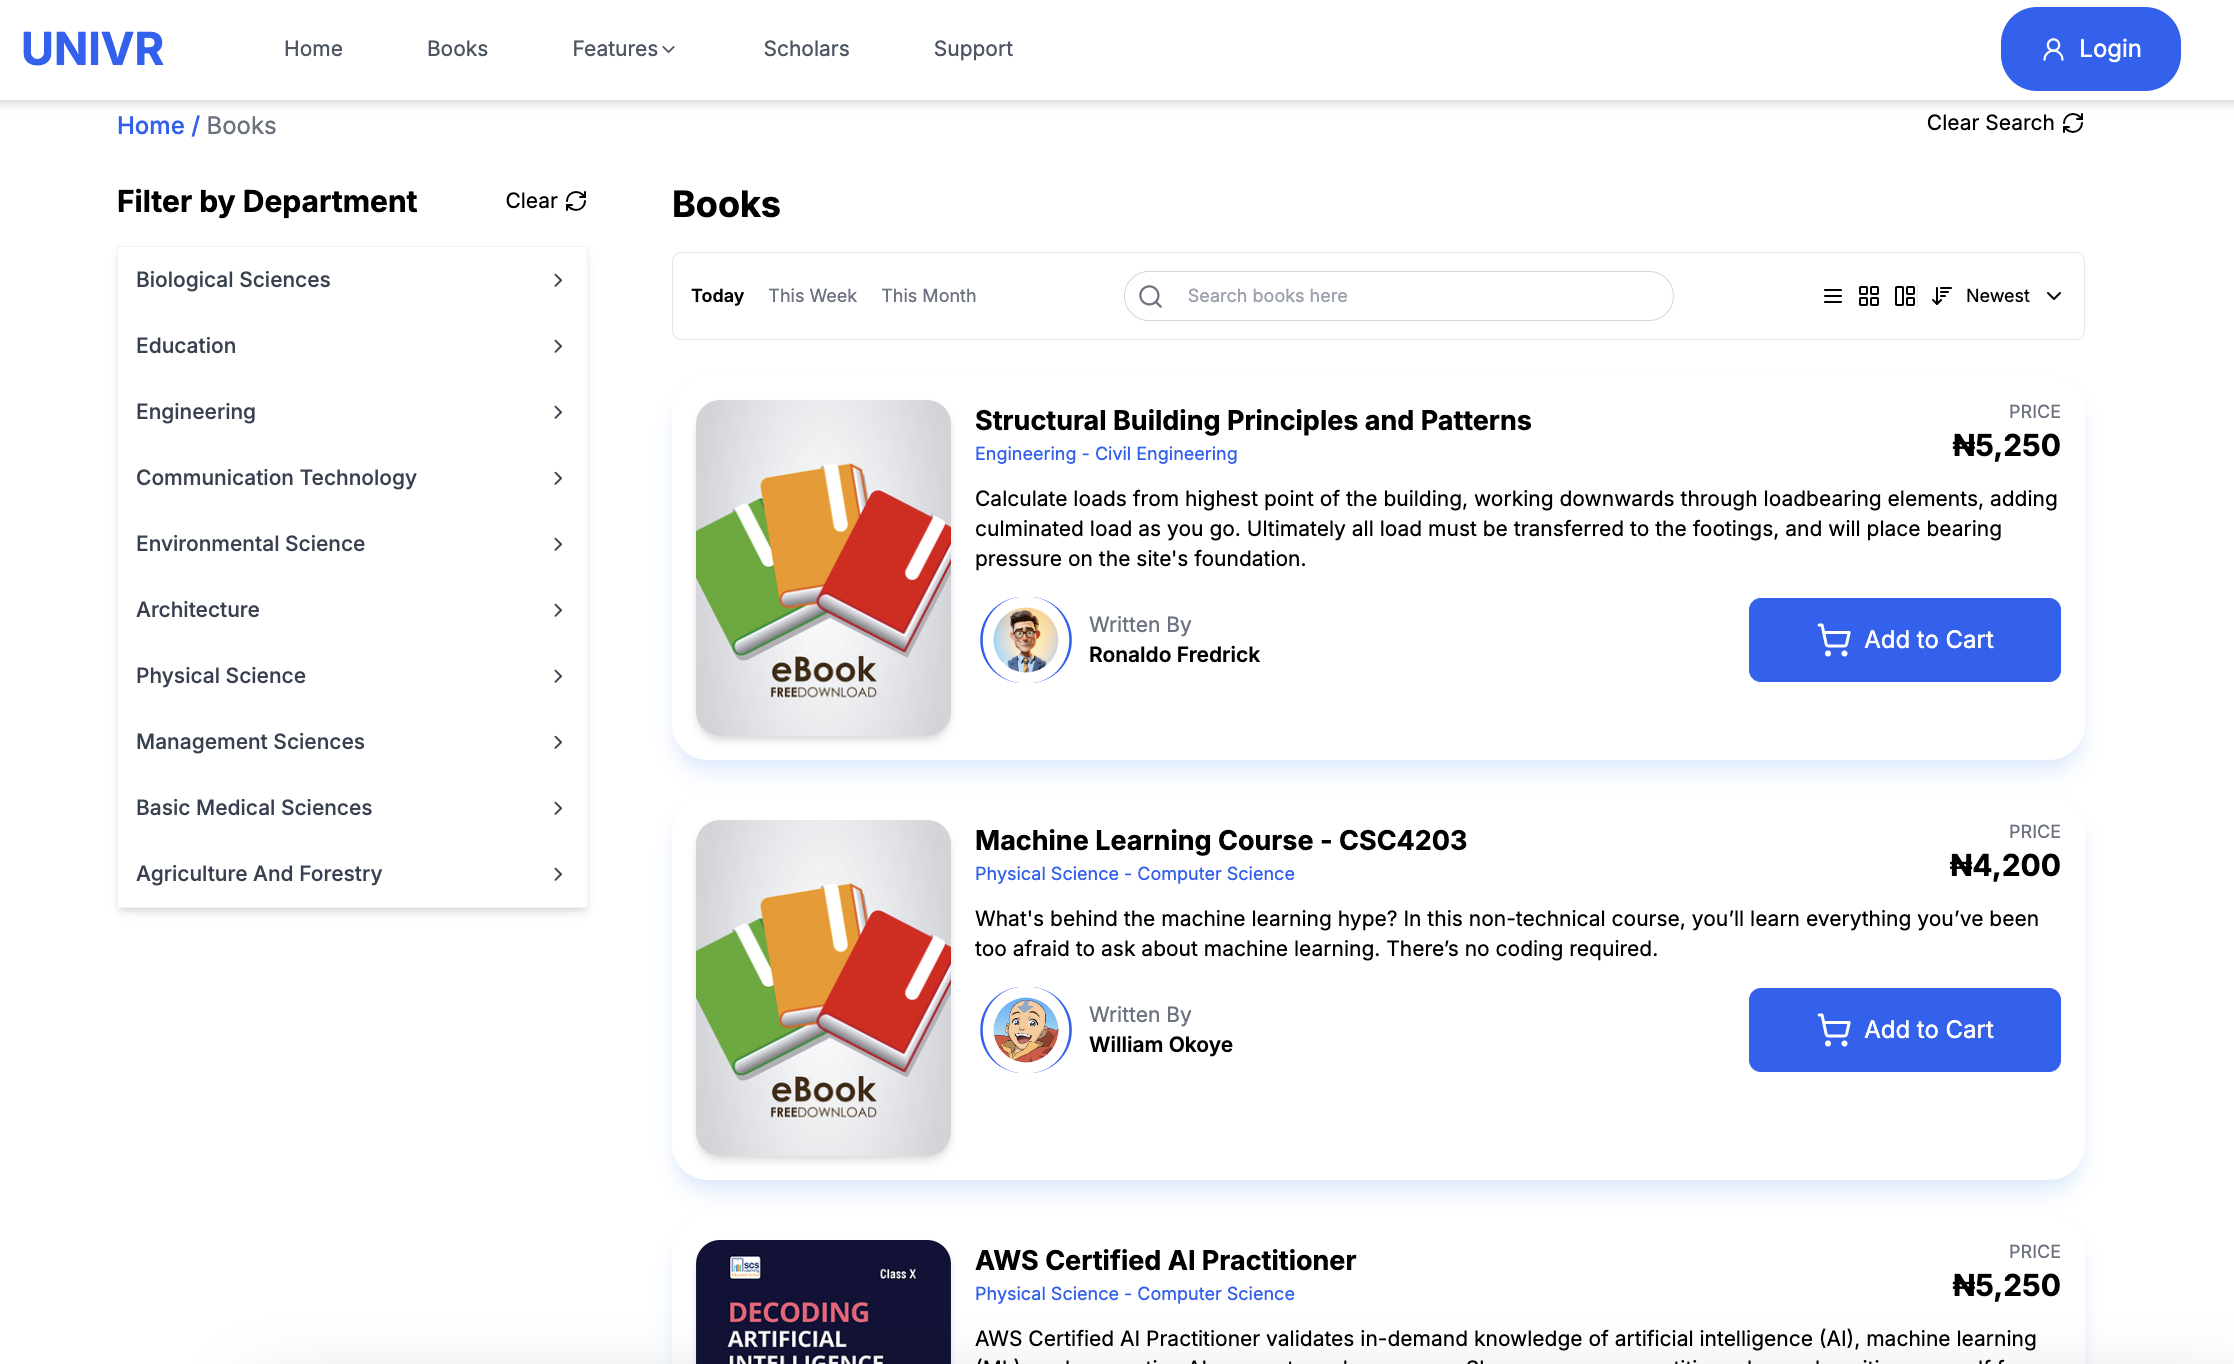 UNIVR
Home
Books
Features
Scholars
Support
Login
Home / Books
Clear Search
Filter by Department
Clear
Biological Sciences
Education
Engineering
Communication Technology
Environmental Science
Architecture
Physical Science
Management Sciences
Basic Medical Sciences
Agriculture And Forestry
Books
Today
This Week
This Month
Search books here
Newest
eBook
FREEDOWNLOAD
Structural Building Principles and Patterns
Engineering - Civil Engineering
PRICE
₦5,250
Calculate loads from highest point of the building, working downwards through loadbearing elements, adding
culminated load as you go. Ultimately all load must be transferred to the footings, and will place bearing
pressure on the site's foundation.
Written By
Ronaldo Fredrick
Add to Cart
eBook
FREEDOWNLOAD
Machine Learning Course - CSC4203
Physical Science - Computer Science
PRICE
₦4,200
What's behind the machine learning hype? In this non-technical course, you’ll learn everything you’ve been
too afraid to ask about machine learning. There’s no coding required.
Written By
William Okoye
Add to Cart
SCS
Class X
DECODING
ARTIFICIAL
INTELLIGENCE
AWS Certified AI Practitioner
Physical Science - Computer Science
PRICE
₦5,250
AWS Certified AI Practitioner validates in-demand knowledge of artificial intelligence (AI), machine learning